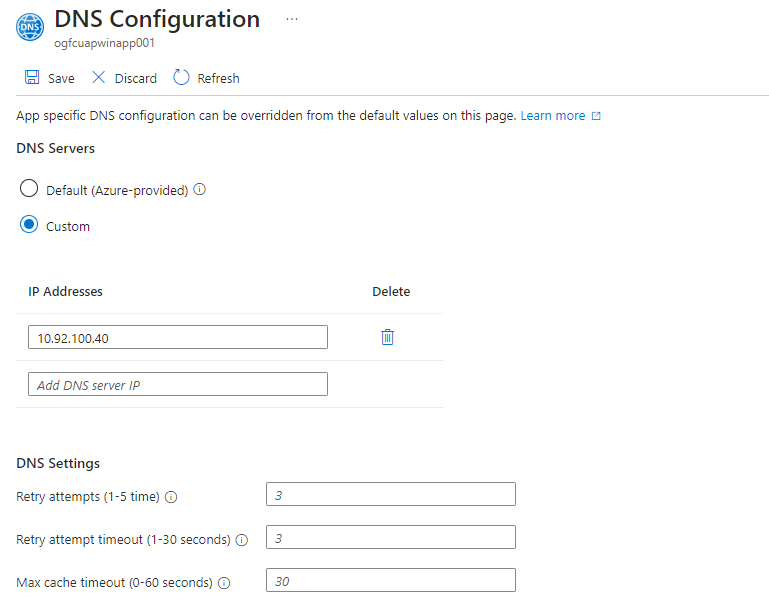 DNS
DNS Configuration ...
ogfcuapwinapp001
Save Discard Refresh
App specific DNS configuration can be overridden from the default values on this page. Learn more
DNS Servers
Default (Azure-provided)
Custom
IP Addresses Delete
10.92.100.40
Add DNS server IP
DNS Settings
Retry attempts (1-5 time) 3
Retry attempt timeout (1-30 seconds) 3
Max cache timeout (0-60 seconds) 30